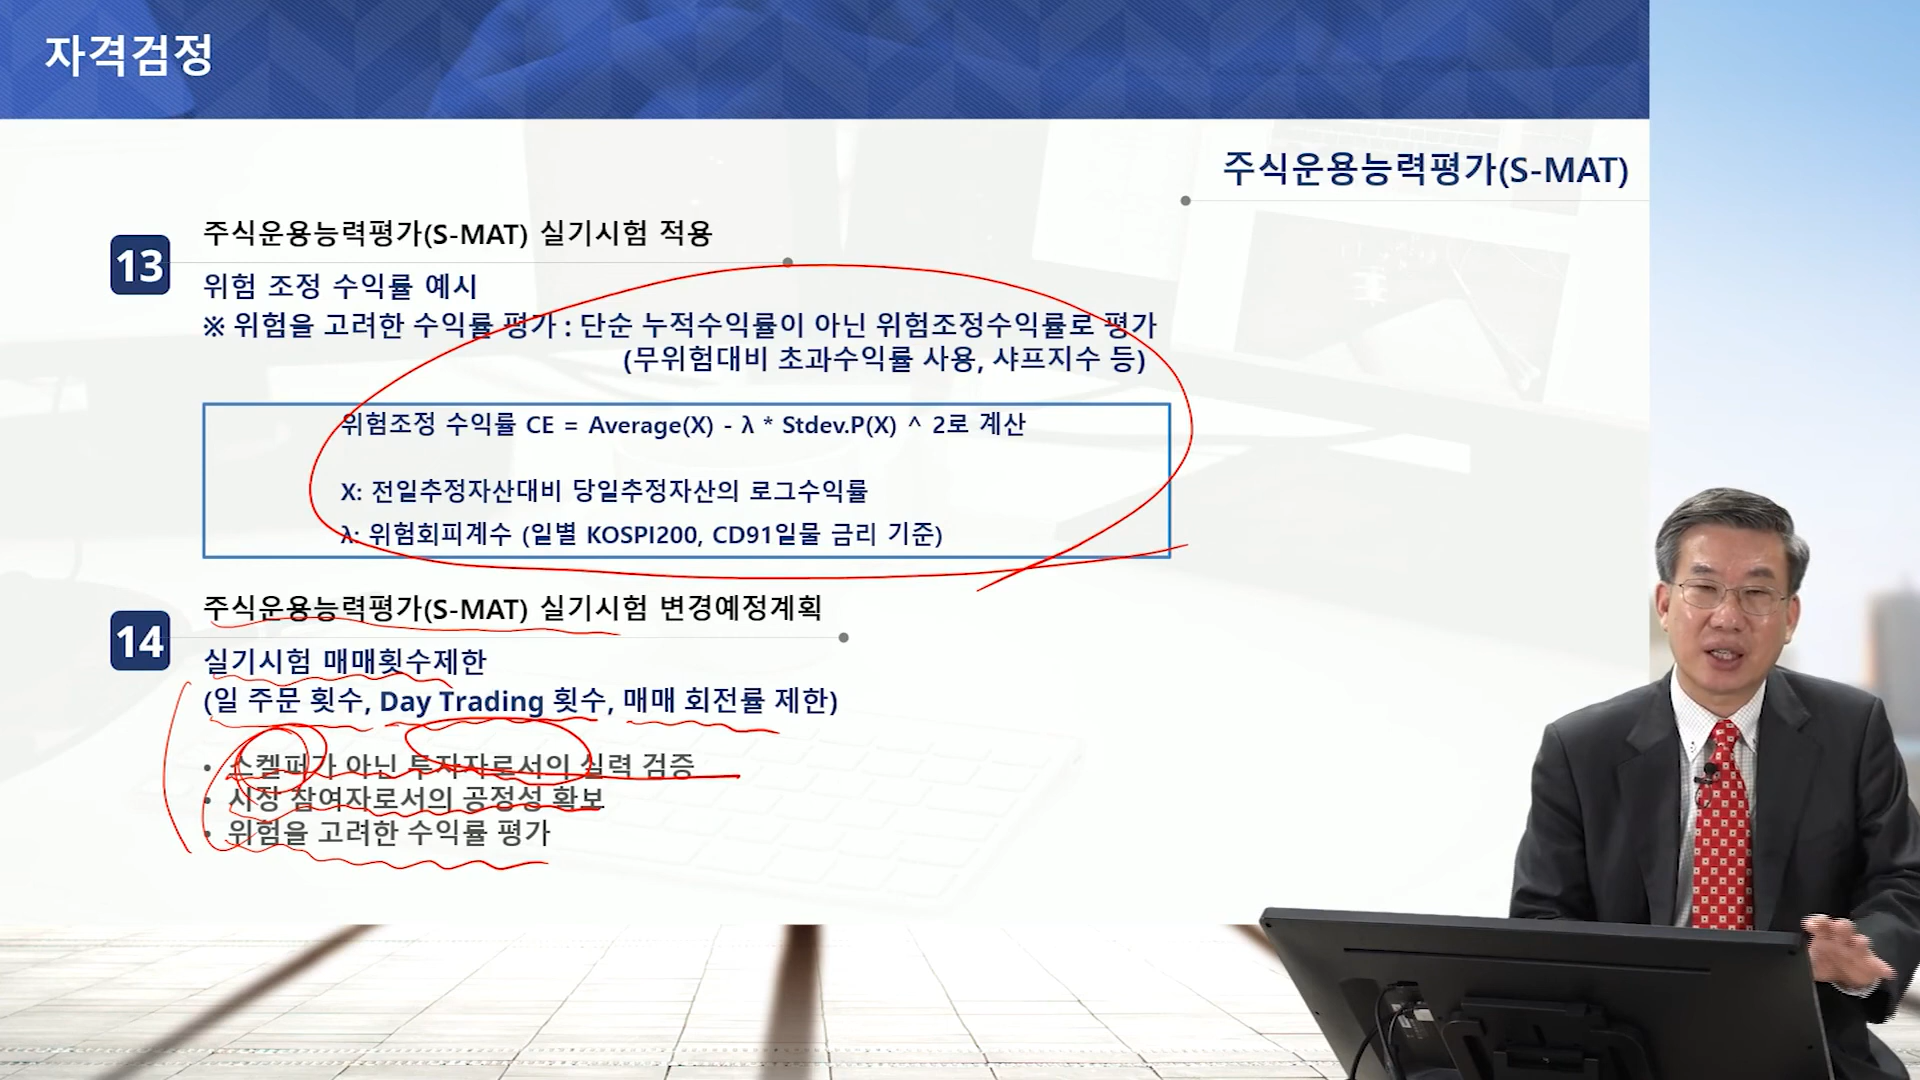 자격검정
주식운용능력평가(S-MAT)
13
주식운용능력평가(S-MAT) 실기시험 적용
위험 조정 수익률 예시
※ 위험을 고려한 수익률 평가 : 단순 누적수익률이 아닌 위험조정수익률로 평가
(무위험대비 초과수익률 사용, 샤프지수 등)
위험조정 수익률 CE = Average(X) - λ * Stdev.P(X) ^ 2로 계산
X: 전일추정자산대비 당일추정자산의 로그수익률
λ: 위험회피계수 (일별 KOSPI200, CD91일물 금리 기준)
14
주식운용능력평가(S-MAT) 실기시험 변경예정계획
실기시험 매매횟수제한
(일 주문 횟수, Day Trading 횟수, 매매 회전률 제한)
• 스켈퍼가 아닌 투자자로서의 실력 검증
• 시장 참여자로서의 공정성 확보
• 위험을 고려한 수익률 평가